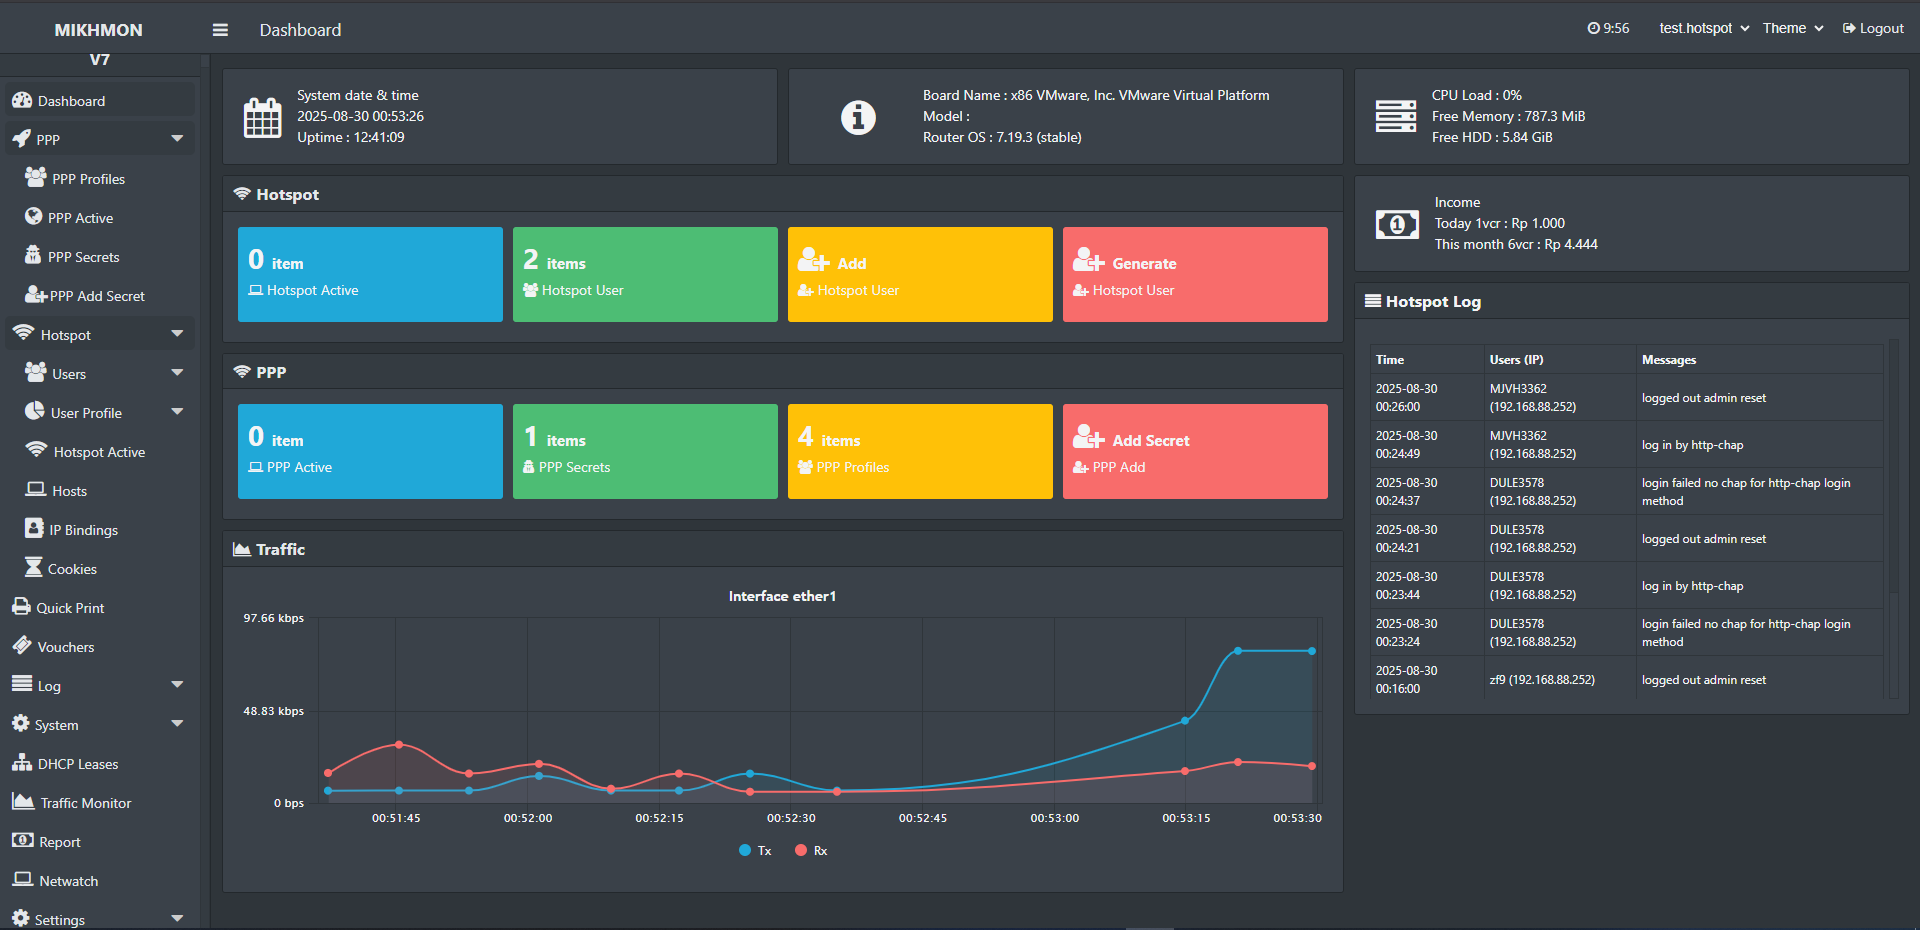 MIKHMON
V7
Dashboard
9:56
test.hotspot
Theme
Logout
Dashboard
PPP
PPP Profiles
PPP Active
PPP Secrets
PPP Add Secret
Hotspot
Users
User Profile
Hotspot Active
Hosts
IP Bindings
Cookies
Quick Print
Vouchers
Log
System
DHCP Leases
Traffic Monitor
Report
Netwatch
Settings
System date & time
2025-08-30 00:53:26
Uptime : 12:41:09
Board Name : x86 VMware, Inc. VMware Virtual Platform
Model :
Router OS : 7.19.3 (stable)
CPU Load : 0%
Free Memory : 787.3 MiB
Free HDD : 5.84 GiB
Hotspot
0 item
Hotspot Active
2 items
Hotspot User
Add
Hotspot User
Generate
Hotspot User
PPP
0 item
PPP Active
1 items
PPP Secrets
4 items
PPP Profiles
Add Secret
PPP Add
Traffic
Interface ether1
97.66 kbps
48.83 kbps
0 bps
00:51:45 00:52:00 00:52:15 00:52:30 00:52:45 00:53:00 00:53:15 00:53:30
Tx Rx
Income
Today 1vcr : Rp 1.000
This month 6vcr : Rp 4.444
Hotspot Log
Time Users (IP) Messages
2025-08-30
00:26:00
MJVH3362
(192.168.88.252)
logged out admin reset
2025-08-30
00:24:49
MJVH3362
(192.168.88.252)
log in by http-chap
2025-08-30
00:24:37
DULE3578
(192.168.88.252)
login failed no chap for http-chap login
method
2025-08-30
00:24:21
DULE3578
(192.168.88.252)
logged out admin reset
2025-08-30
00:23:44
DULE3578
(192.168.88.252)
log in by http-chap
2025-08-30
00:23:24
DULE3578
(192.168.88.252)
login failed no chap for http-chap login
method
2025-08-30
00:16:00
zf9 (192.168.88.252)
logged out admin reset